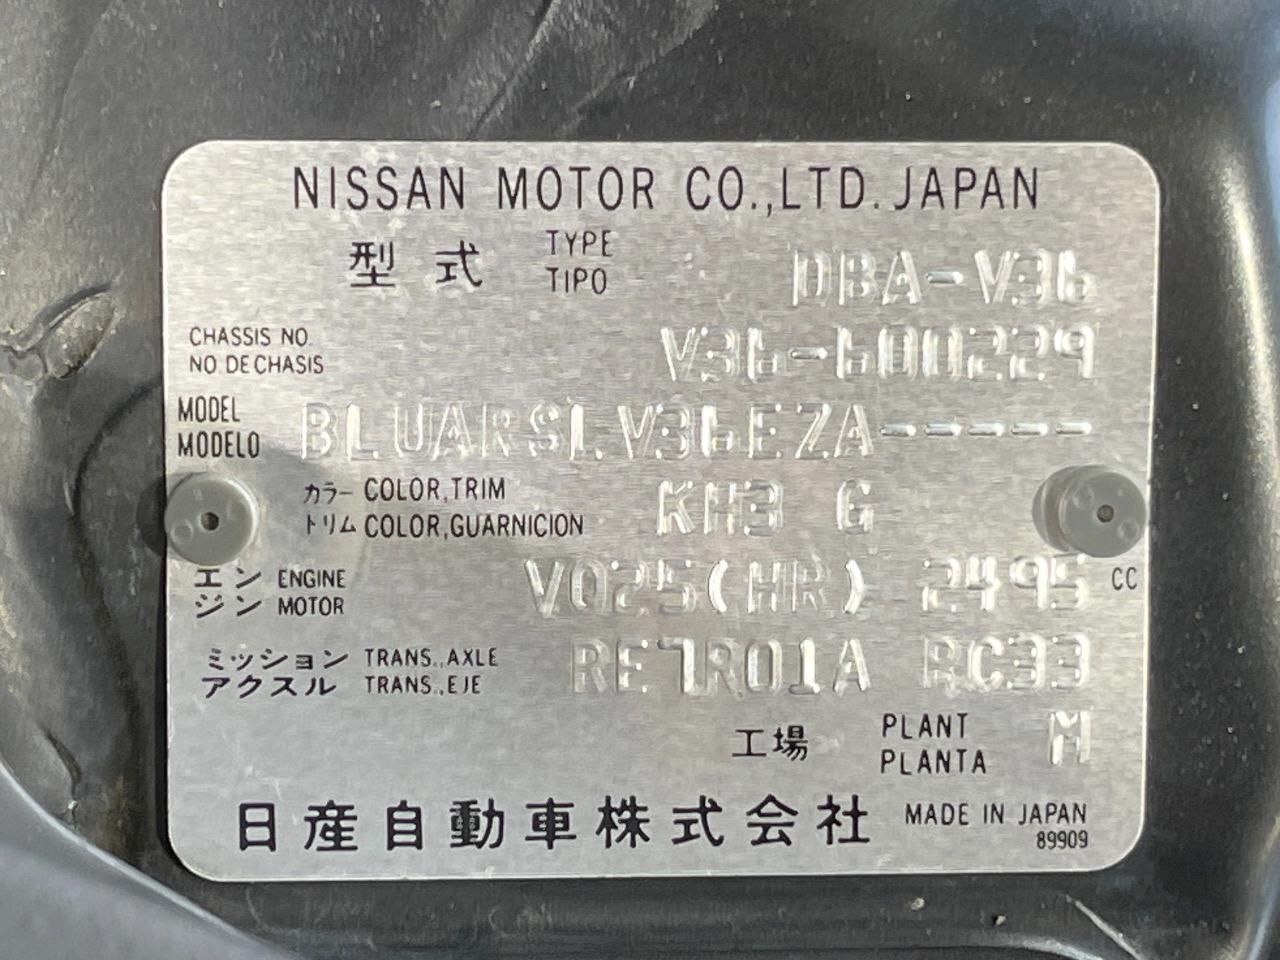 NISSAN MOTOR CO.,LTD. JAPAN
型式 TYPE TIPO DBA-V36
CHASSIS NO. NO DE CHASIS V36-600229
MODEL MODELO BLUARSLV36EZA-----
カラー COLOR,TRIM
トリム COLOR,GUARNICION KH3 G
エンジン ENGINE MOTOR VQ25(HR) 2495 CC
ミッション TRANS.,AXLE
アクスル TRANS.,EJE RE7R01A RC33
工場 PLANT PLANTA M
日産自動車株式会社 MADE IN JAPAN
89909